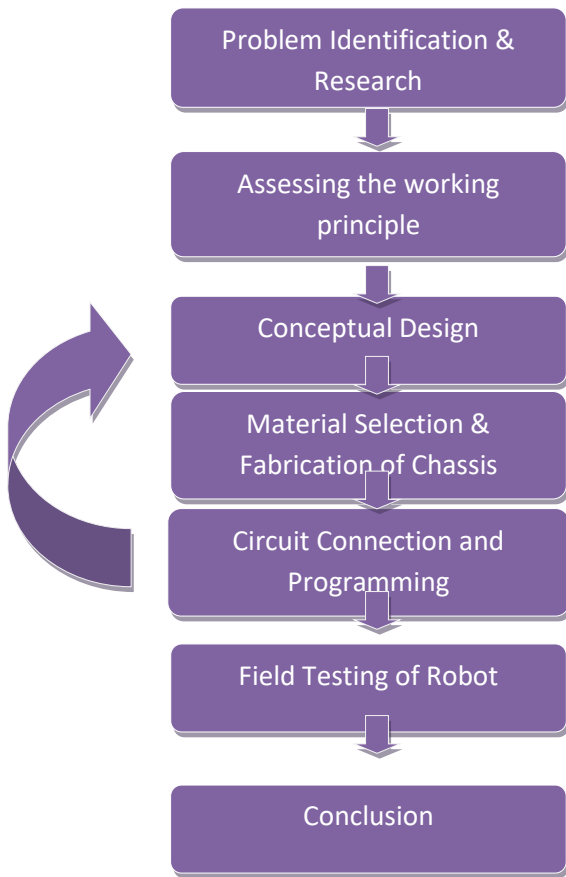 Problem Identification &
Research
Assessing the working
principle
Conceptual Design
Material Selection &
Fabrication of Chassis
Circuit Connection and
Programming
Field Testing of Robot
Conclusion